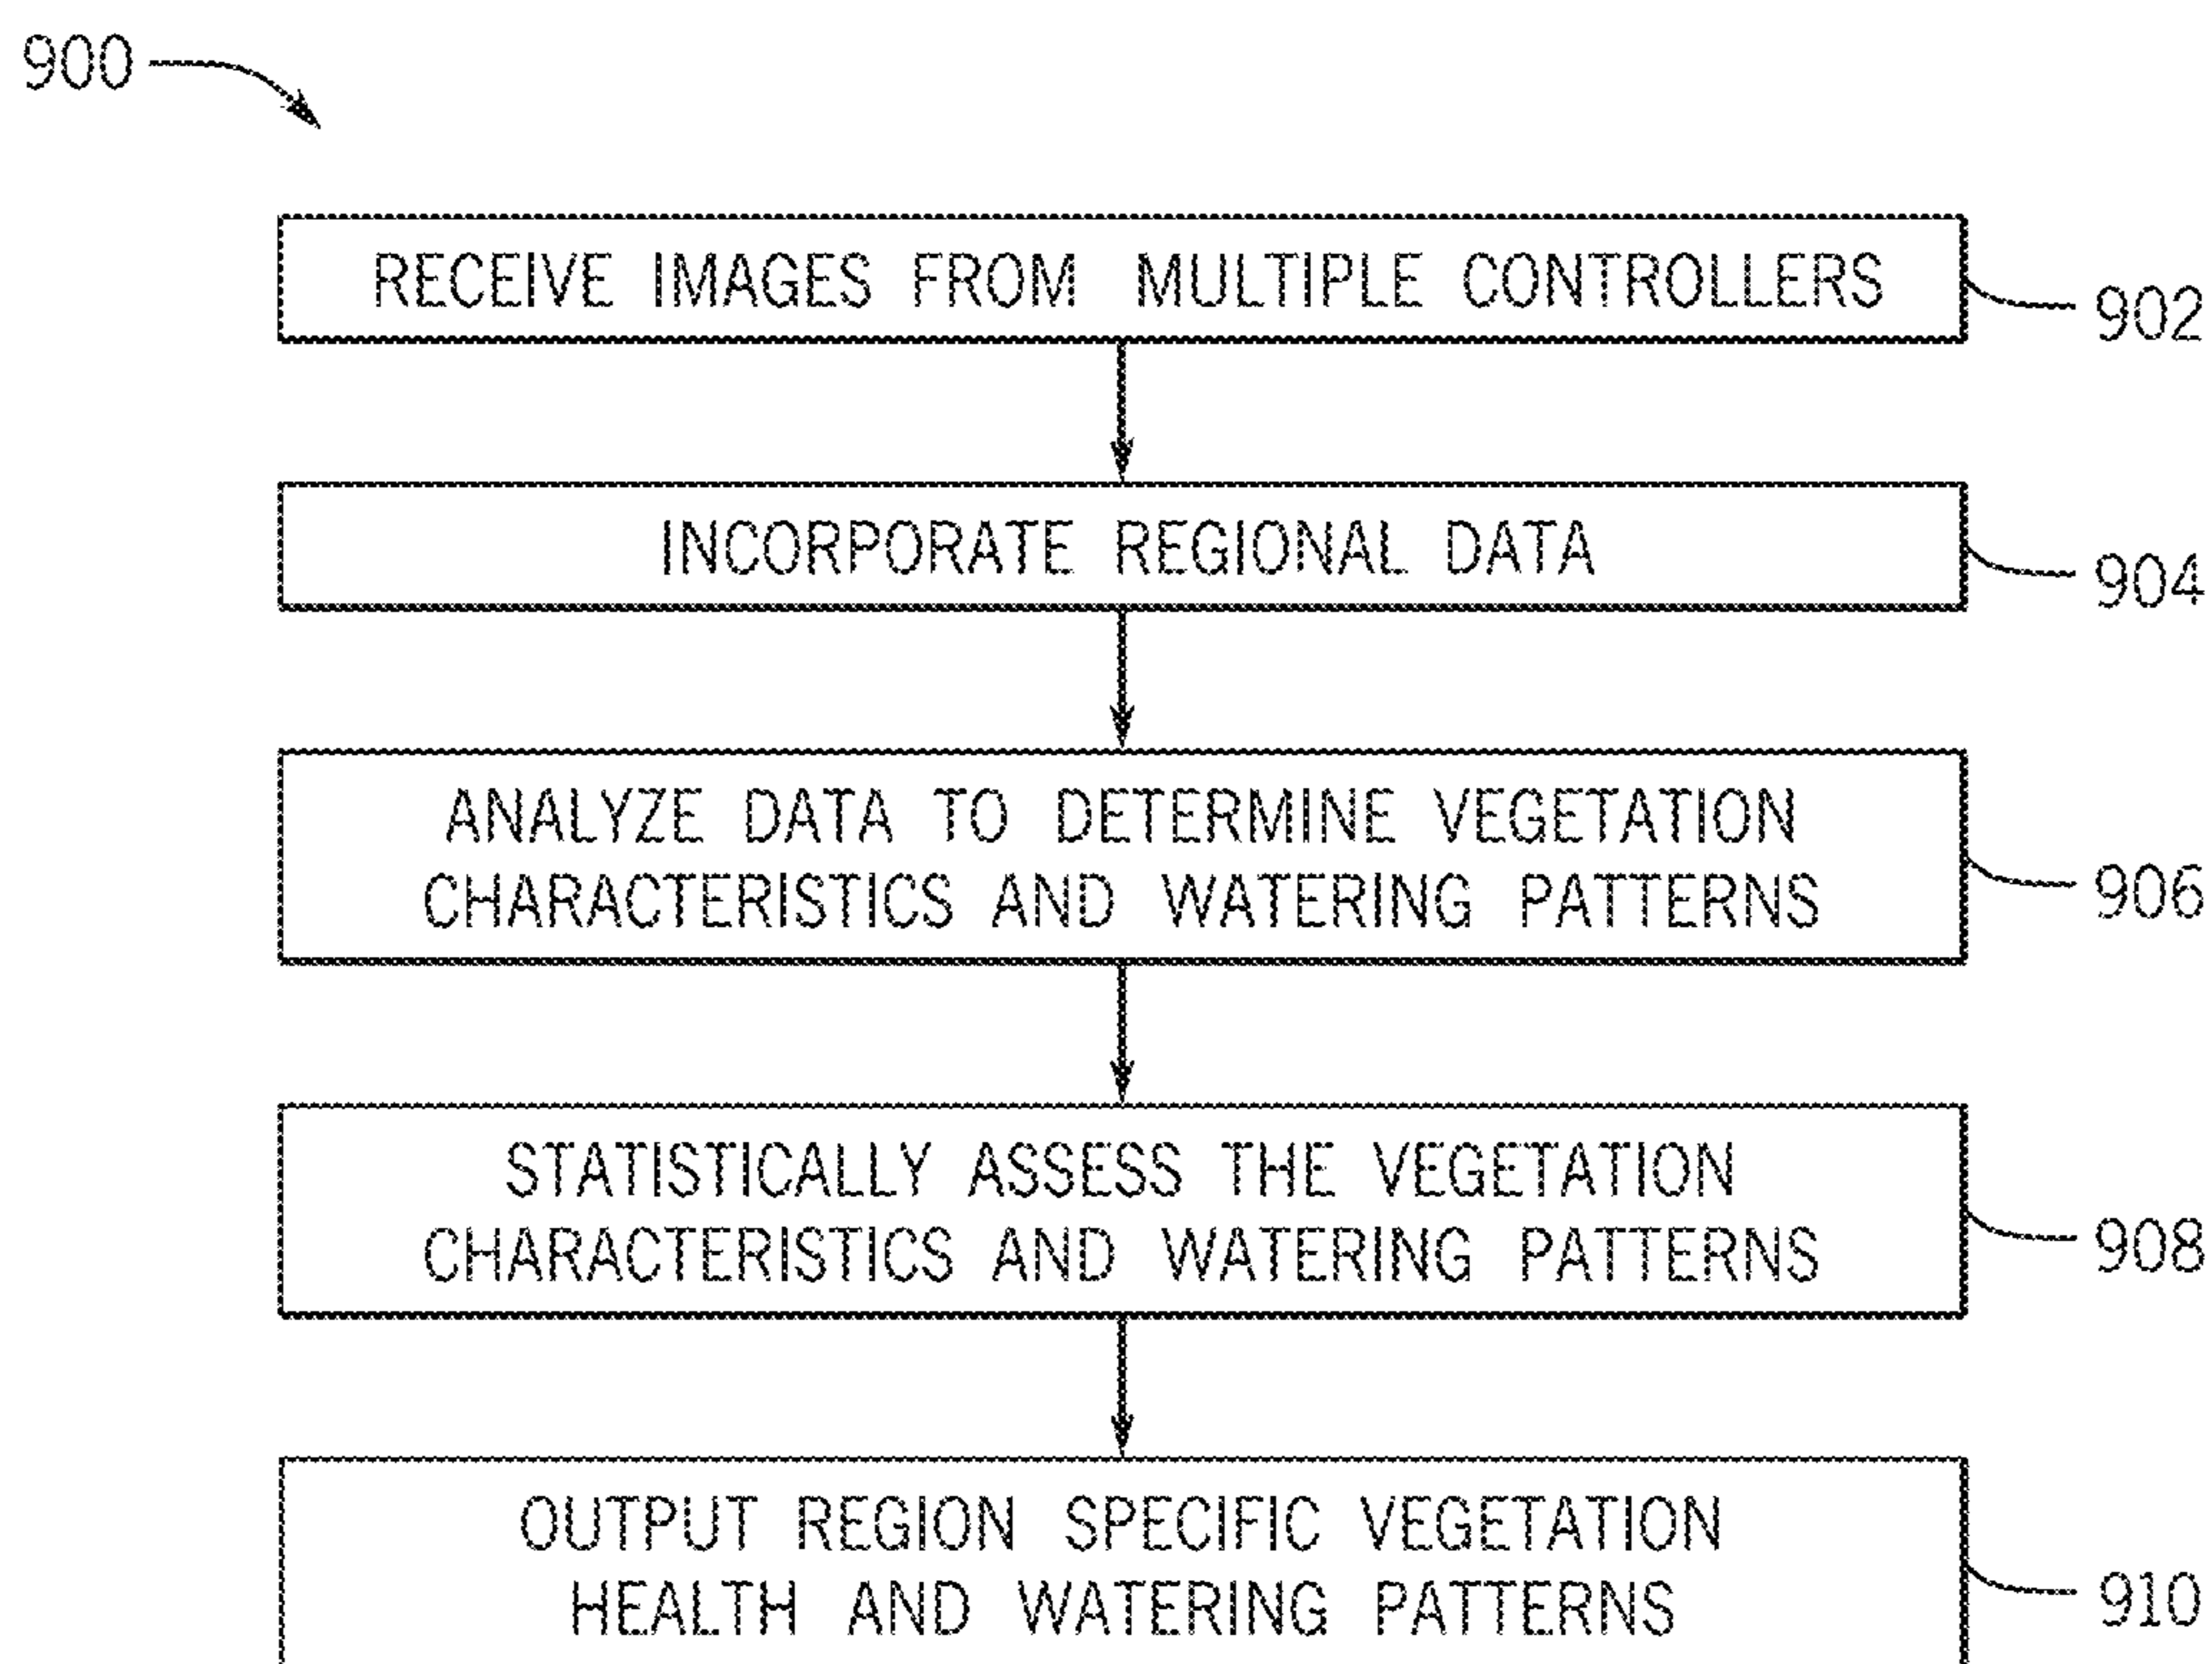 900
RECEIVE IMAGES FROM MULTIPLE CONTROLLERS
902
INCORPORATE REGIONAL DATA
904
ANALYZE DATA TO DETERMINE VEGETATION
CHARACTERISTICS AND WATERING PATTERNS
906
STATISTICALLY ASSESS THE VEGETATION
CHARACTERISTICS AND WATERING PATTERNS
908
OUTPUT REGION SPECIFIC VEGETATION
HEALTH AND WATERING PATTERNS
910